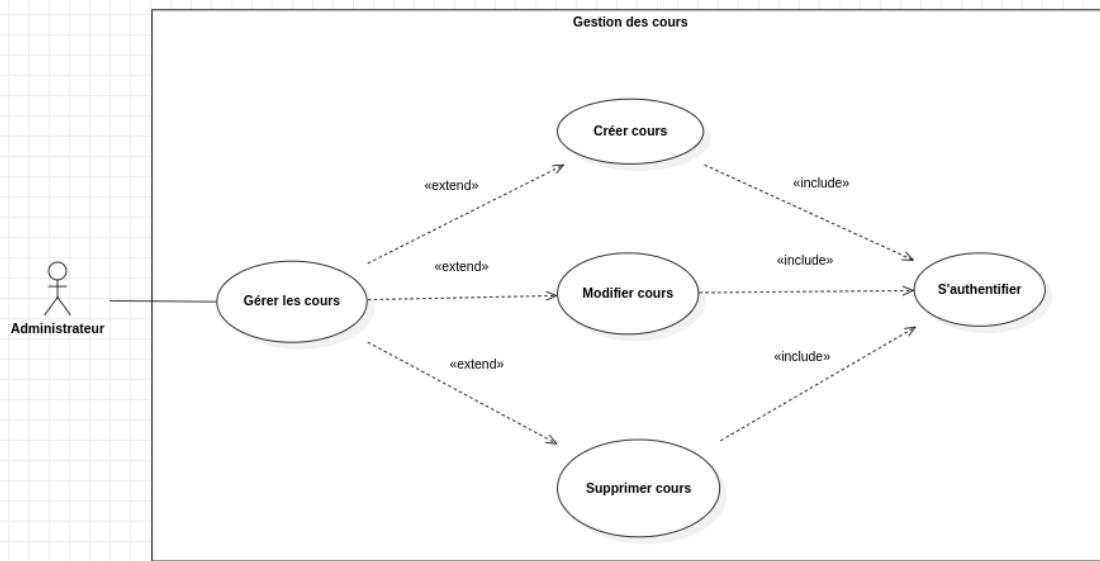 Gestion des cours
Créer cours
«extend»
«include»
«extend»
«include»
Gérer les cours
Modifier cours
S'authentifier
Administrateur
«extend»
«include»
Supprimer cours